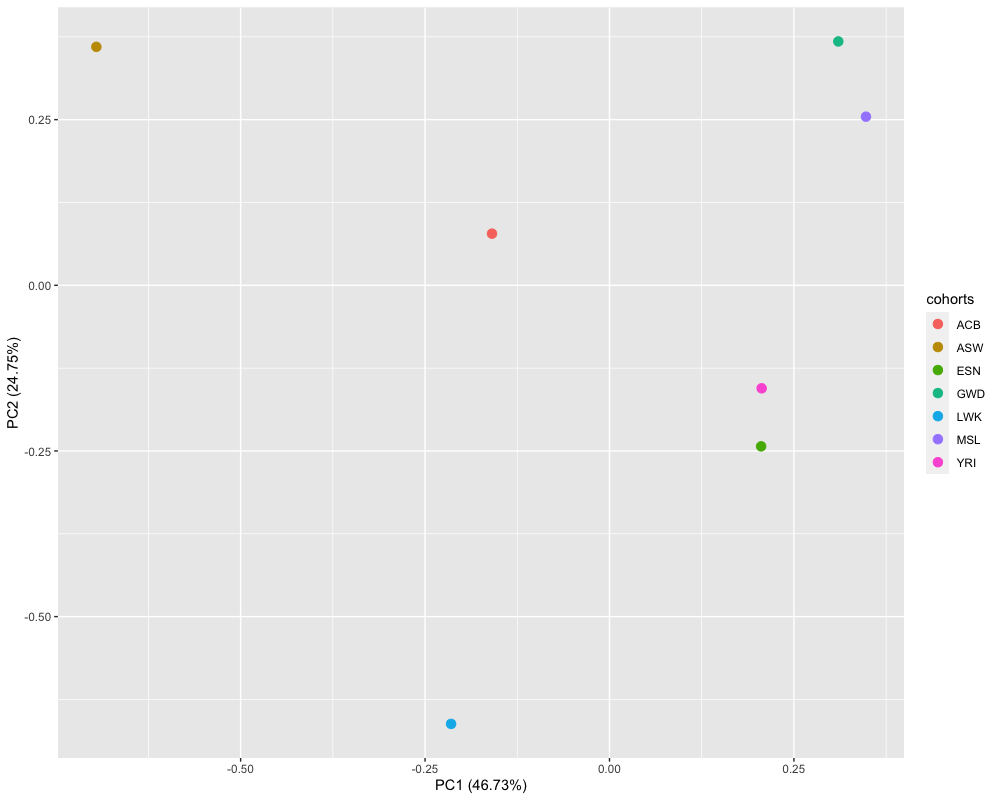 0.25
0.00
-0.25
-0.50
PC2 (24.75%)
-0.50
-0.25
0.00
0.25
PC1 (46.73%)
cohorts
ACB
ASW
ESN
GWD
LWK
MSL
YRI